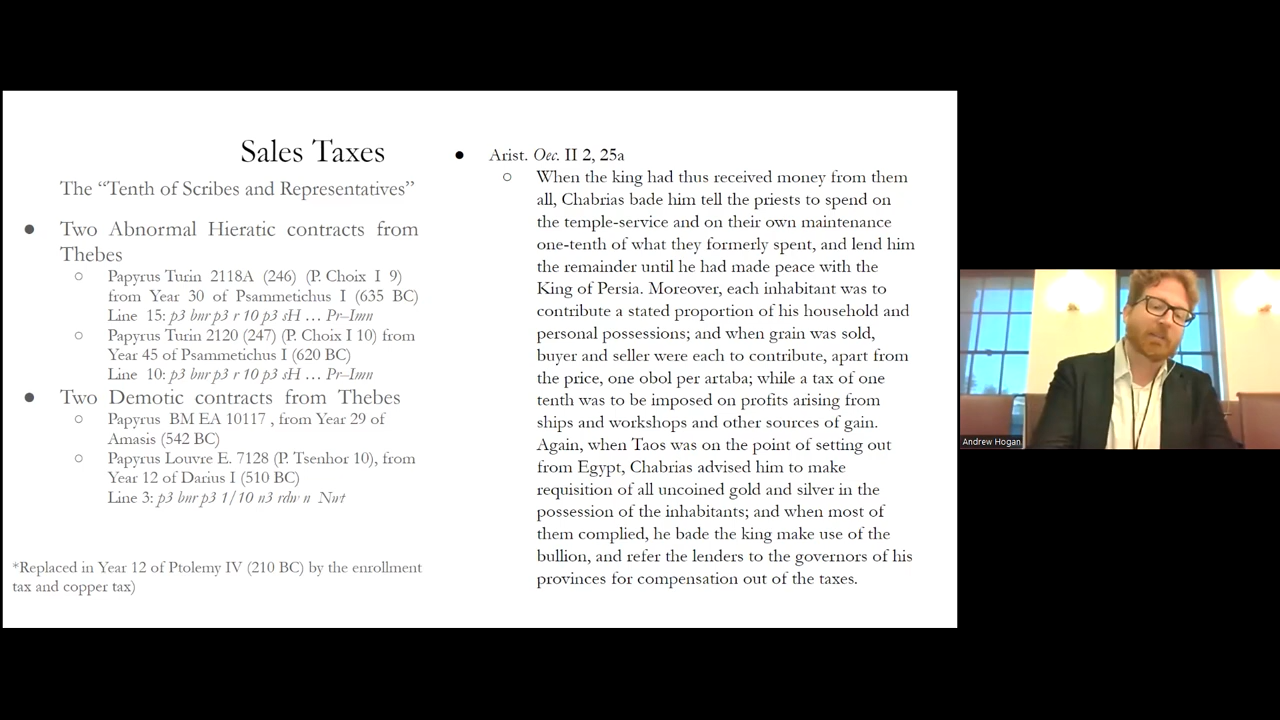 Sales Taxes
The “Tenth of Scribes and Representatives”
● Two Abnormal Hieratic contracts from
Thebes
○ Papyrus Turin 2118A (246) (P. Choix I 9)
from Year 30 of Psammetichus I (635 BC)
Line 15: p3 bnr p3 r 10 p3 sH … Pr–Imn
○ Papyrus Turin 2120 (247) (P. Choix I 10) from
Year 45 of Psammetichus I (620 BC)
Line 10: p3 bnr p3 r 10 p3 sH … Pr–Imn
● Two Demotic contracts from Thebes
○ Papyrus BM EA 10117 , from Year 29 of
Amasis (542 BC)
○ Papyrus Louvre E. 7128 (P. Tsenhor 10), from
Year 12 of Darius I (510 BC)
Line 3: p3 bnr p3 1/10 n3 rdw n Nwt
*Replaced in Year 12 of Ptolemy IV (210 BC) by the enrollment
tax and copper tax)
● Arist. Oec. II 2, 25a
○ When the king had thus received money from them
all, Chabrias bade him tell the priests to spend on
the temple-service and on their own maintenance
one-tenth of what they formerly spent, and lend him
the remainder until he had made peace with the
King of Persia. Moreover, each inhabitant was to
contribute a stated proportion of his household and
personal possessions; and when grain was sold,
buyer and seller were each to contribute, apart from
the price, one obol per artaba; while a tax of one
tenth was to be imposed on profits arising from
ships and workshops and other sources of gain.
Again, when Taos was on the point of setting out
from Egypt, Chabrias advised him to make
requisition of all uncoined gold and silver in the
possession of the inhabitants; and when most of
them complied, he bade the king make use of the
bullion, and refer the lenders to the governors of his
provinces for compensation out of the taxes.
Andrew Hogan